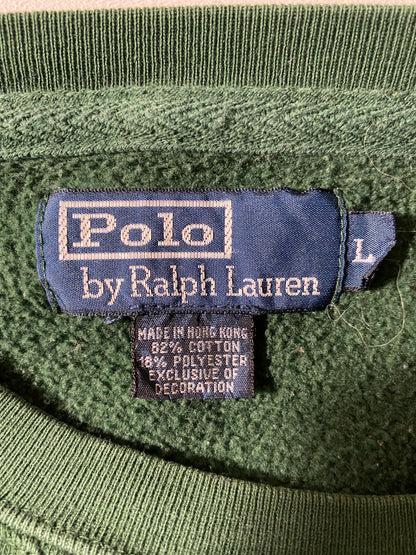 Polo
by Ralph Lauren
L
MADE IN HONG KONG
82% COTTON
18% POLYESTER
EXCLUSIVE OF
DECORATION